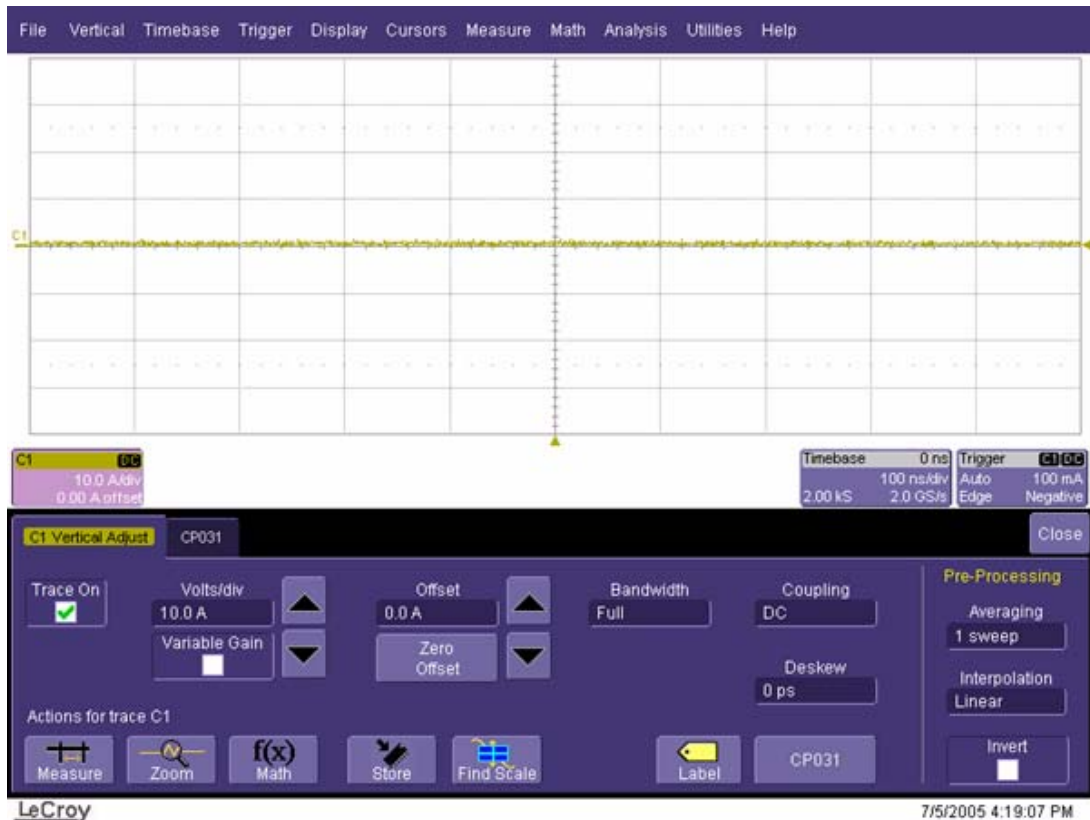 File Vertical Timebase Trigger Display Cursors Measure Math Analysis Utilities Help
C1
C1 DC
10.0 A/div
0.00 A offset
Timebase 0 ns
100 ns/div
2.00 kS 2.0 GS/s
Trigger C1 DC
Auto 100 mA
Edge Negative
C1 Vertical Adjust CP031 Close
Trace On
Volts/div
10.0 A
Variable Gain
Offset
0.0 A
Zero
Offset
Bandwidth
Full
Coupling
DC
Deskew
0 ps
Pre-Processing
Averaging
1 sweep
Interpolation
Linear
Invert
Actions for trace C1
Measure
Zoom
f(x)
Math
Store
Find Scale
Label
CP031
LeCroy
7/5/2005 4:19:07 PM